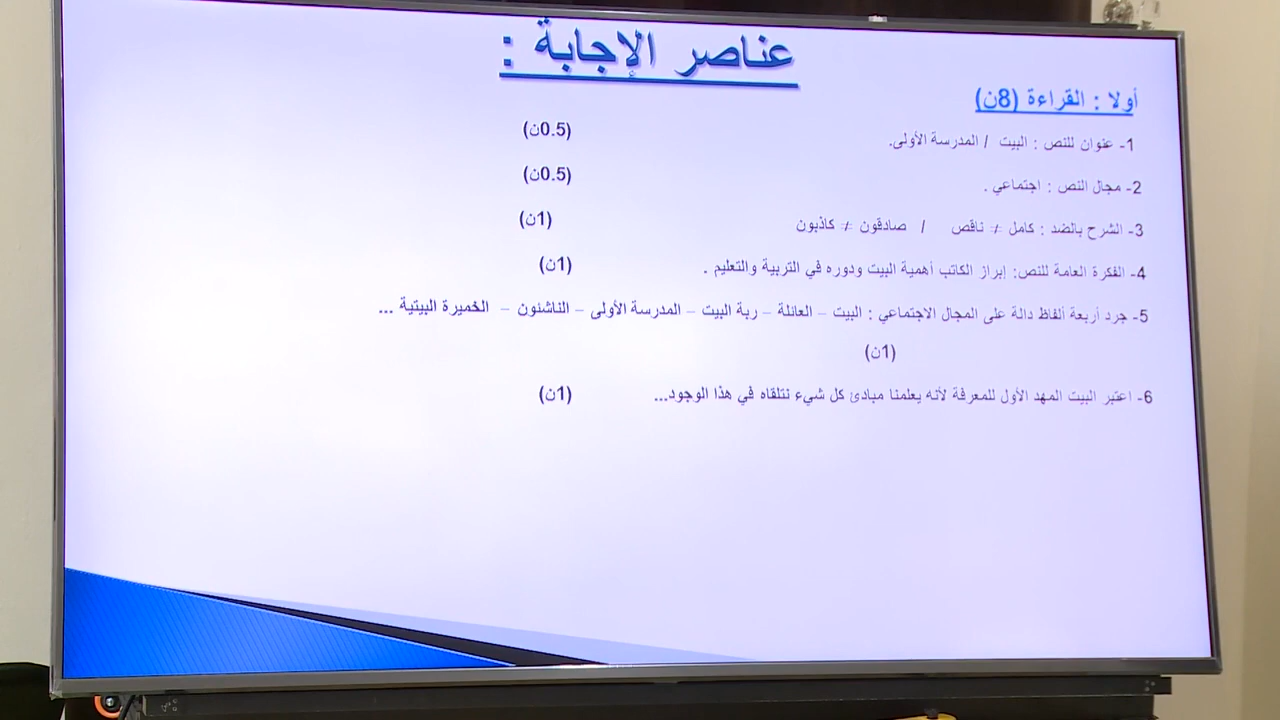 عناصر الإجابة :
أولا : القراءة (8ن)
1- عنوان للنص : البيت / المدرسة الأولى. (0.5ن)
2- مجال النص : اجتماعي . (0.5ن)
3- الشرح بالضد : كامل ≠ ناقص / صادقون ≠ كاذبون (1ن)
4- الفكرة العامة للنص: إبراز الكاتب أهمية البيت ودوره في التربية والتعليم . (1ن)
5- جرد أربعة ألفاظ دالة على المجال الاجتماعي : البيت – العائلة – ربة البيت – المدرسة الأولى – الناشئون – الخميرة البيتية ...
(1ن)
6- اعتبر البيت المهد الأول للمعرفة لأنه يعلمنا مبادئ كل شيء نتلقاه في هذا الوجود... (1ن)